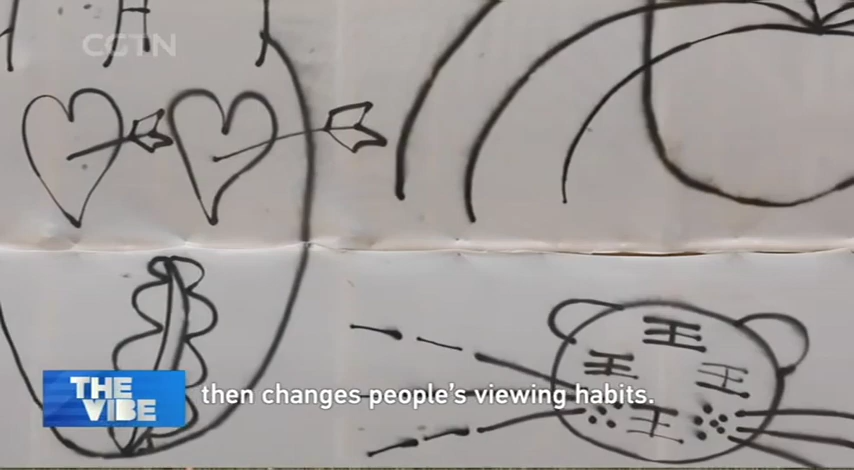 CGTN
王
王 王
王
THE
VIBE
then changes people's viewing habits.